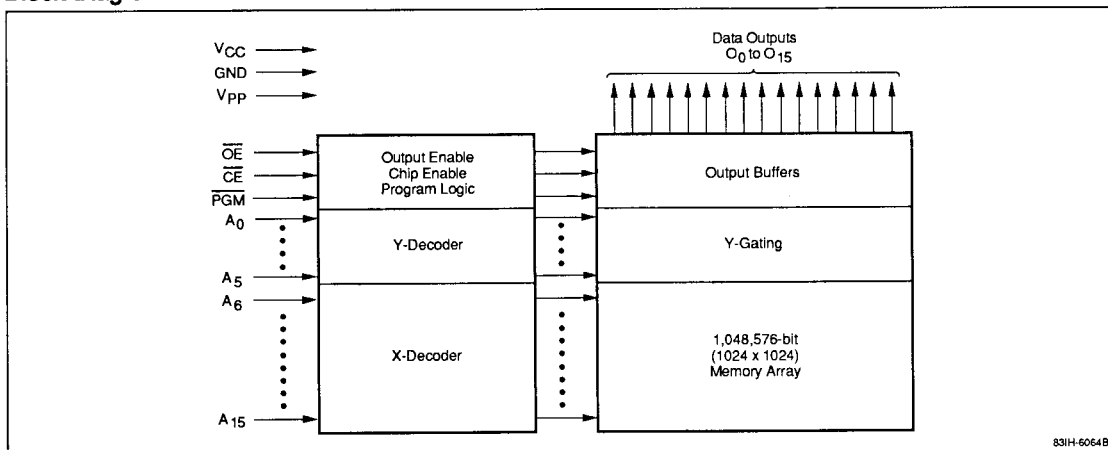 Data Outputs
O0 to O15
VCC
GND
VPP
OE
CE
PGM
A0
A5
A6
A15
Output Enable
Chip Enable
Program Logic
Y-Decoder
X-Decoder
Output Buffers
Y-Gating
1,048,576-bit
(1024 x 1024)
Memory Array
83IH-6064B